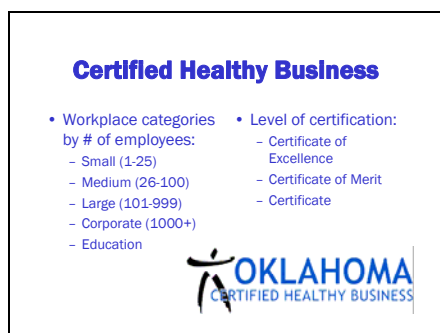 Certified Healthy Business
• Workplace categories
by # of employees:
– Small (1-25)
– Medium (26-100)
– Large (101-999)
– Corporate (1000+)
– Education
• Level of certification:
– Certificate of
Excellence
– Certificate of Merit
– Certificate
OKLAHOMA
CERTIFIED HEALTHY BUSINESS